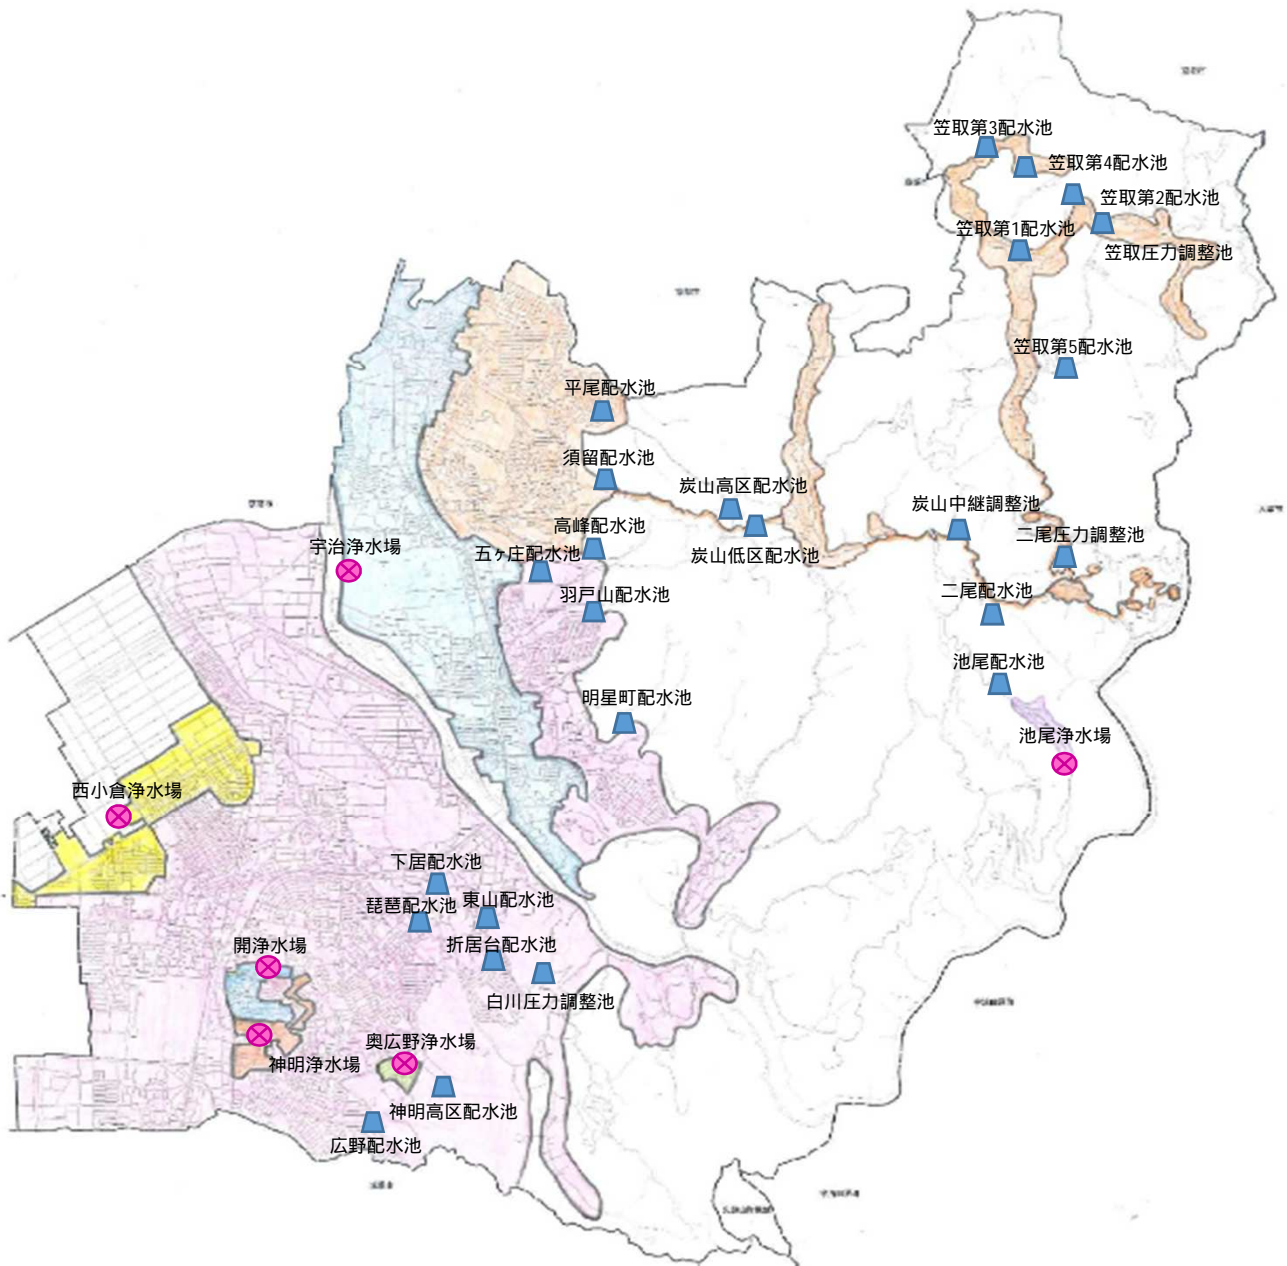 笠取第3配水池
笠取第4配水池
笠取第2配水池
笠取第1配水池
笠取圧力調整池
笠取第5配水池
平尾配水池
須留配水池
炭山高区配水池
炭山中継調整池
高峰配水池
二尾圧力調整池
宇治浄水場
五ヶ庄配水池
炭山低区配水池
羽戸山配水池
二尾配水池
池尾配水池
明星町配水池
池尾浄水場
西小倉浄水場
下居配水池
琵琶配水池
東山配水池
開浄水場
折居台配水池
白川圧力調整池
奥広野浄水場
神明浄水場
神明高区配水池
広野配水池